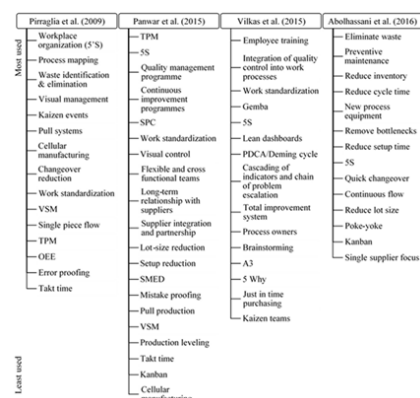 Pirraglia et al. (2009)
Panwar et al. (2015)
Vilkas et al. (2015)
Abolhassani et al. (2016)
Most used
Least used
Workplace
organization (5'S)
Process mapping
Waste identification
& elimination
Visual management
Kaizen events
Pull systems
Cellular
manufacturing
Changeover
reduction
Work standardization
VSM
Single piece flow
TPM
OEE
Error proofing
Takt time
TPM
5S
Quality management
programme
Continuous
improvement
programmes
SPC
Work standardization
Visual control
Flexible and cross
functional teams
Long-term
relationship with
suppliers
Supplier integration
and partnership
Lot-size reduction
Setup reduction
SMED
Mistake proofing
Pull production
VSM
Production leveling
Takt time
Kanban
Cellular
Employee training
Integration of quality
control into work
processes
Work standardization
Gemba
5S
Lean dashboards
PDCA/Deming cycle
Cascading of
indicators and chain
of problem
escalation
Total improvement
system
Process owners
Brainstorming
A3
5 Why
Just in time
purchasing
Kaizen teams
Eliminate waste
Preventive
maintenance
Reduce inventory
Reduce cycle time
New process
equipment
Remove bottlenecks
Reduce setup time
5S
Quick changeover
Continuous flow
Reduce lot size
Poke-yoke
Kanban
Single supplier focus